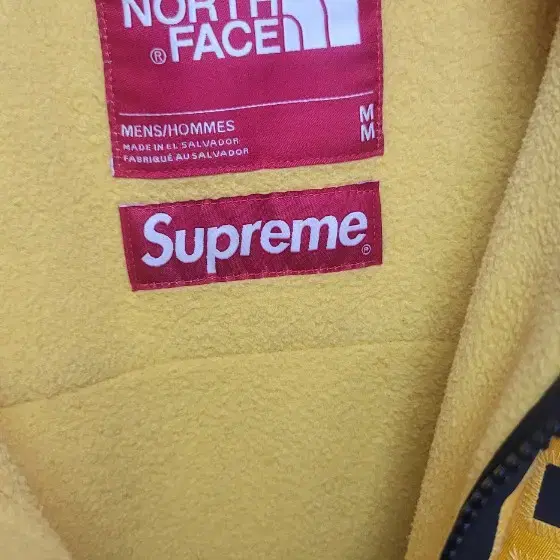 NORTH
FACE
®
MENS/HOMMES
MADE IN EL SALVADOR
FABRIQUÉ AU SALVADOR
M
M
Supreme
®